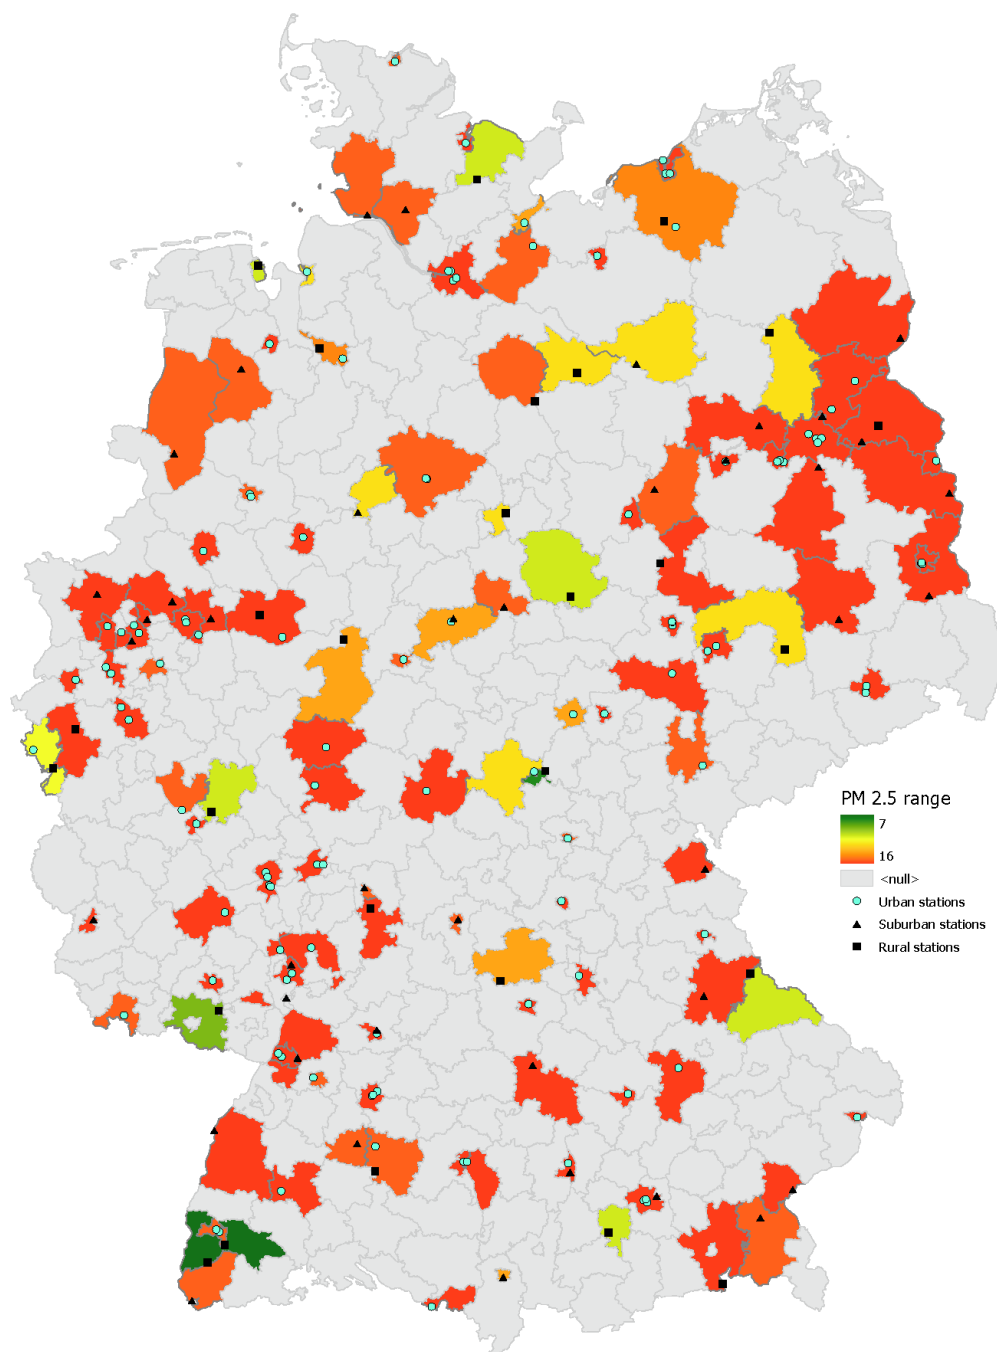 PM 2.5 range
7
16
<null>
Urban stations
Suburban stations
Rural stations